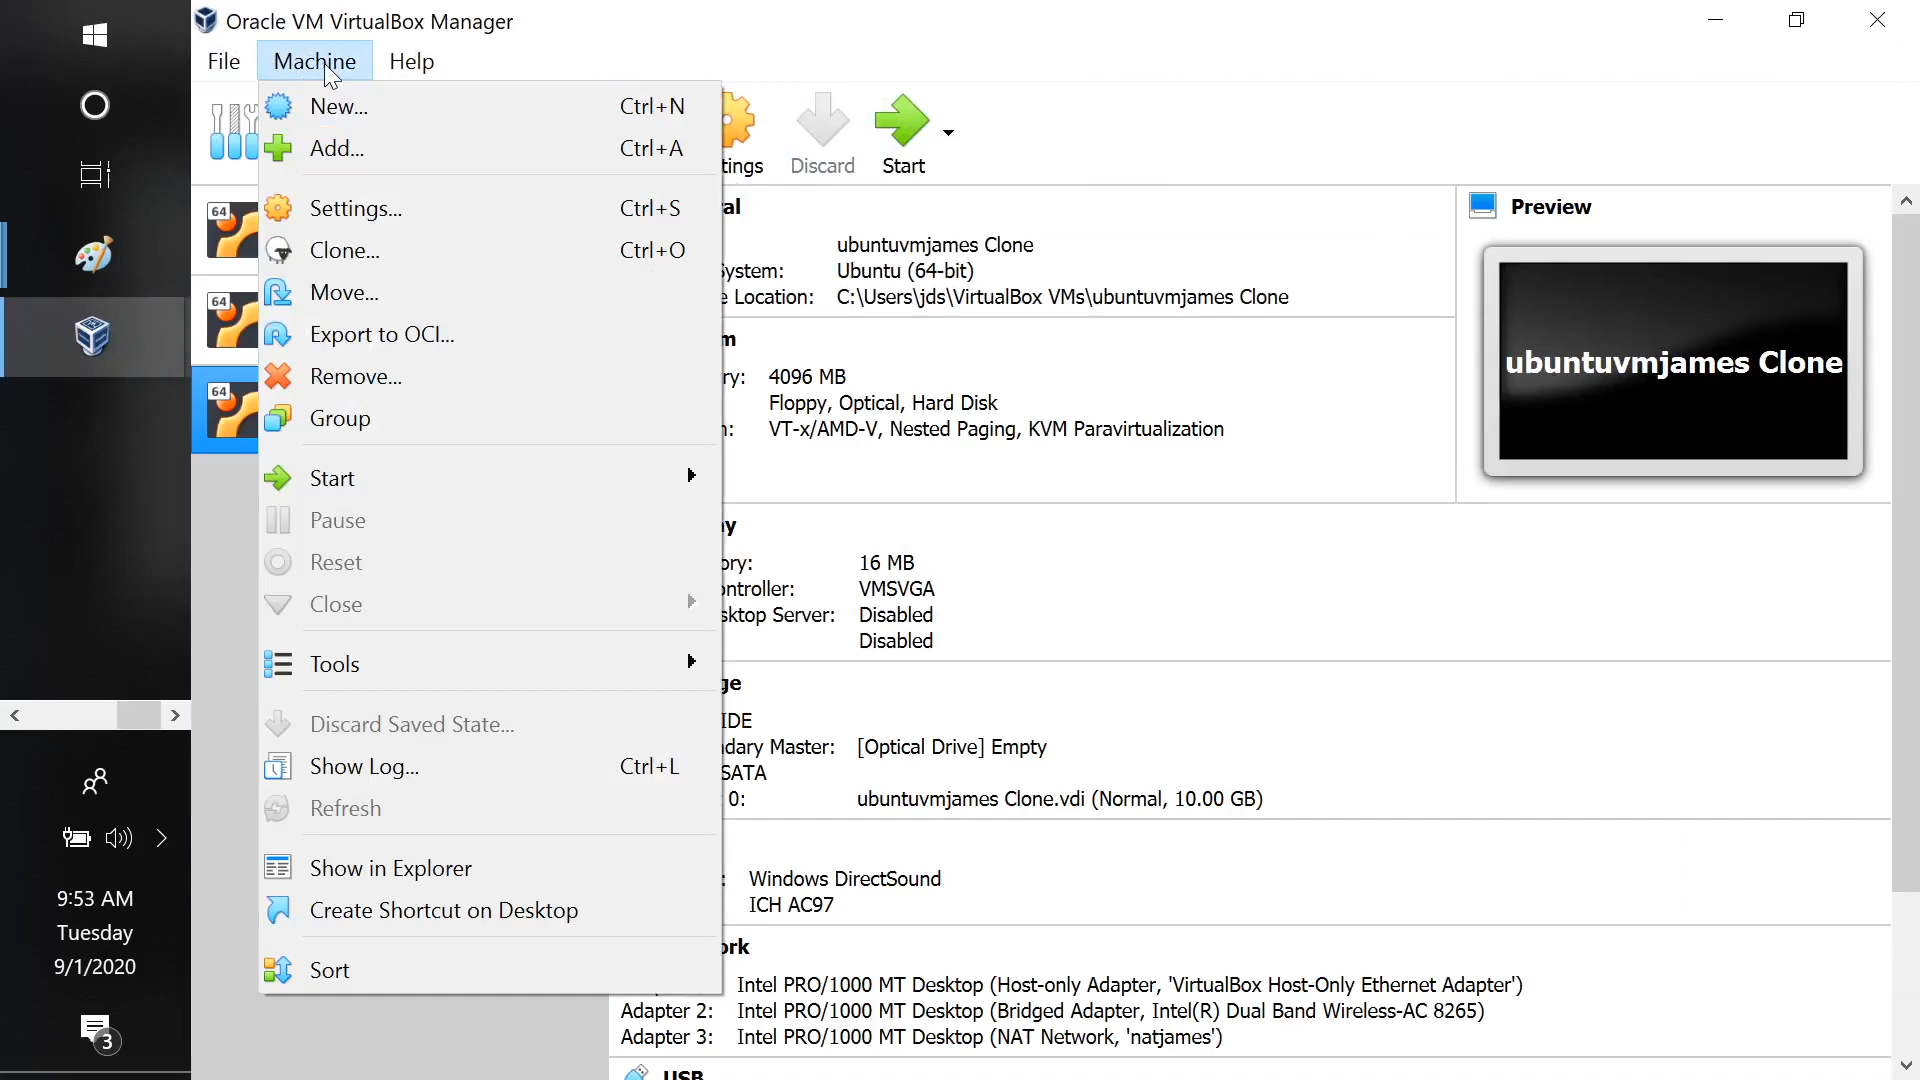 Oracle VM VirtualBox Manager
File Machine Help
New... Ctrl+N
Add... Ctrl+A
Settings... Ctrl+S
Clone... Ctrl+O
Move...
Export to OCI...
Remove...
Group
Start
Pause
Reset
Close
Tools
Discard Saved State...
Show Log... Ctrl+L
Refresh
Show in Explorer
Create Shortcut on Desktop
Sort
tings Discard Start
64
64
64
al
ubuntuvmjames Clone
System: Ubuntu (64-bit)
e Location: C:\Users\jds\VirtualBox VMs\ubuntuvmjames Clone
m
ry: 4096 MB
Floppy, Optical, Hard Disk
n: VT-x/AMD-V, Nested Paging, KVM Paravirtualization
Preview
ubuntuvmjames Clone
ay
ory: 16 MB
ontroller: VMSVGA
sktop Server: Disabled
Disabled
ge
IDE
ndary Master: [Optical Drive] Empty
SATA
0: ubuntuvmjames Clone.vdi (Normal, 10.00 GB)
: Windows DirectSound
ICH AC97
ork
Intel PRO/1000 MT Desktop (Host-only Adapter, 'VirtualBox Host-Only Ethernet Adapter')
Adapter 2: Intel PRO/1000 MT Desktop (Bridged Adapter, Intel(R) Dual Band Wireless-AC 8265)
Adapter 3: Intel PRO/1000 MT Desktop (NAT Network, 'natjames')
USB
9:53 AM
Tuesday
9/1/2020
3